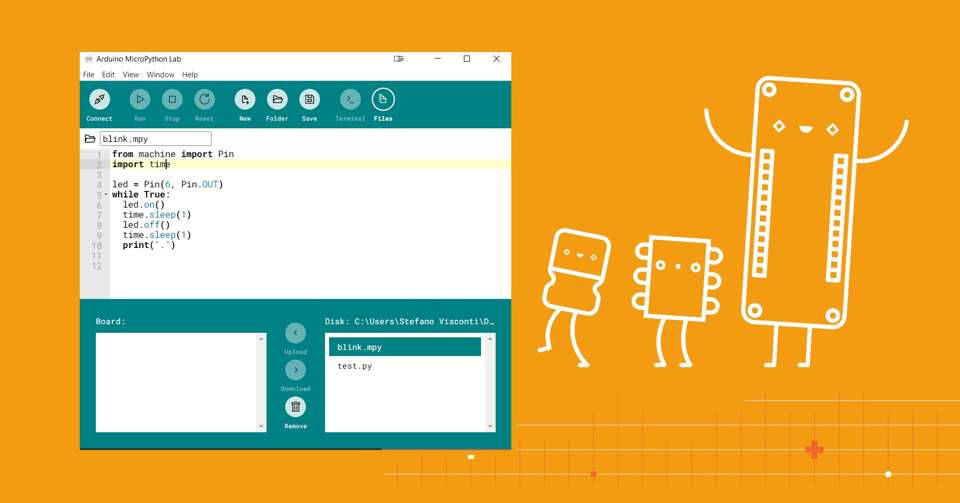 Arduino MicroPython Lab
File Edit View Window Help
Connect Run Stop Reset New Folder Save Terminal Files
blink.mpy
1 from machine import Pin
2 import time
3
4 led = Pin(6, Pin.OUT)
5 while True:
6 led.on()
7 time.sleep(1)
8 led.off()
9 time.sleep(1)
10 print(".")
11
12
Board:
Disk: C:\Users\Stefano Visconti\D…
Upload
Download
Remove
blink.mpy
test.py